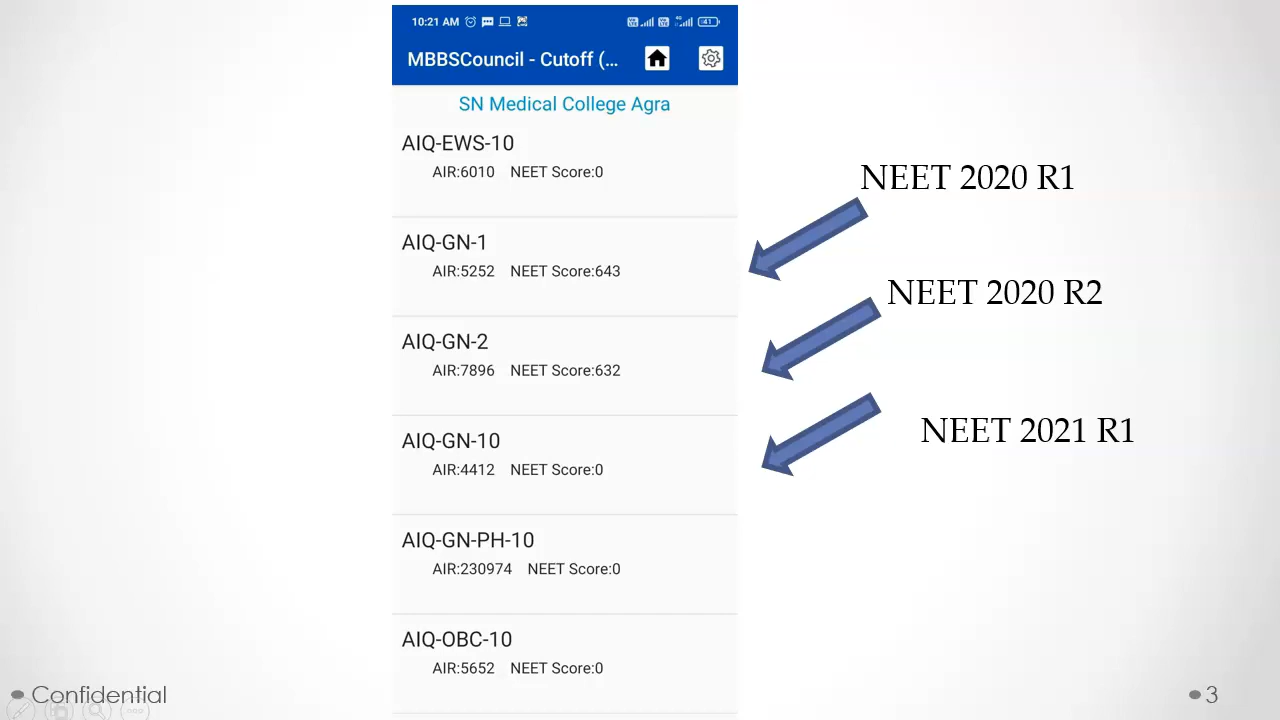 10:21 AM
41
MBBSCouncil - Cutoff (...
SN Medical College Agra
AIQ-EWS-10
AIR:6010 NEET Score:0
NEET 2020 R1
AIQ-GN-1
AIR:5252 NEET Score:643
NEET 2020 R2
AIQ-GN-2
AIR:7896 NEET Score:632
NEET 2021 R1
AIQ-GN-10
AIR:4412 NEET Score:0
AIQ-GN-PH-10
AIR:230974 NEET Score:0
AIQ-OBC-10
AIR:5652 NEET Score:0
Confidential
3